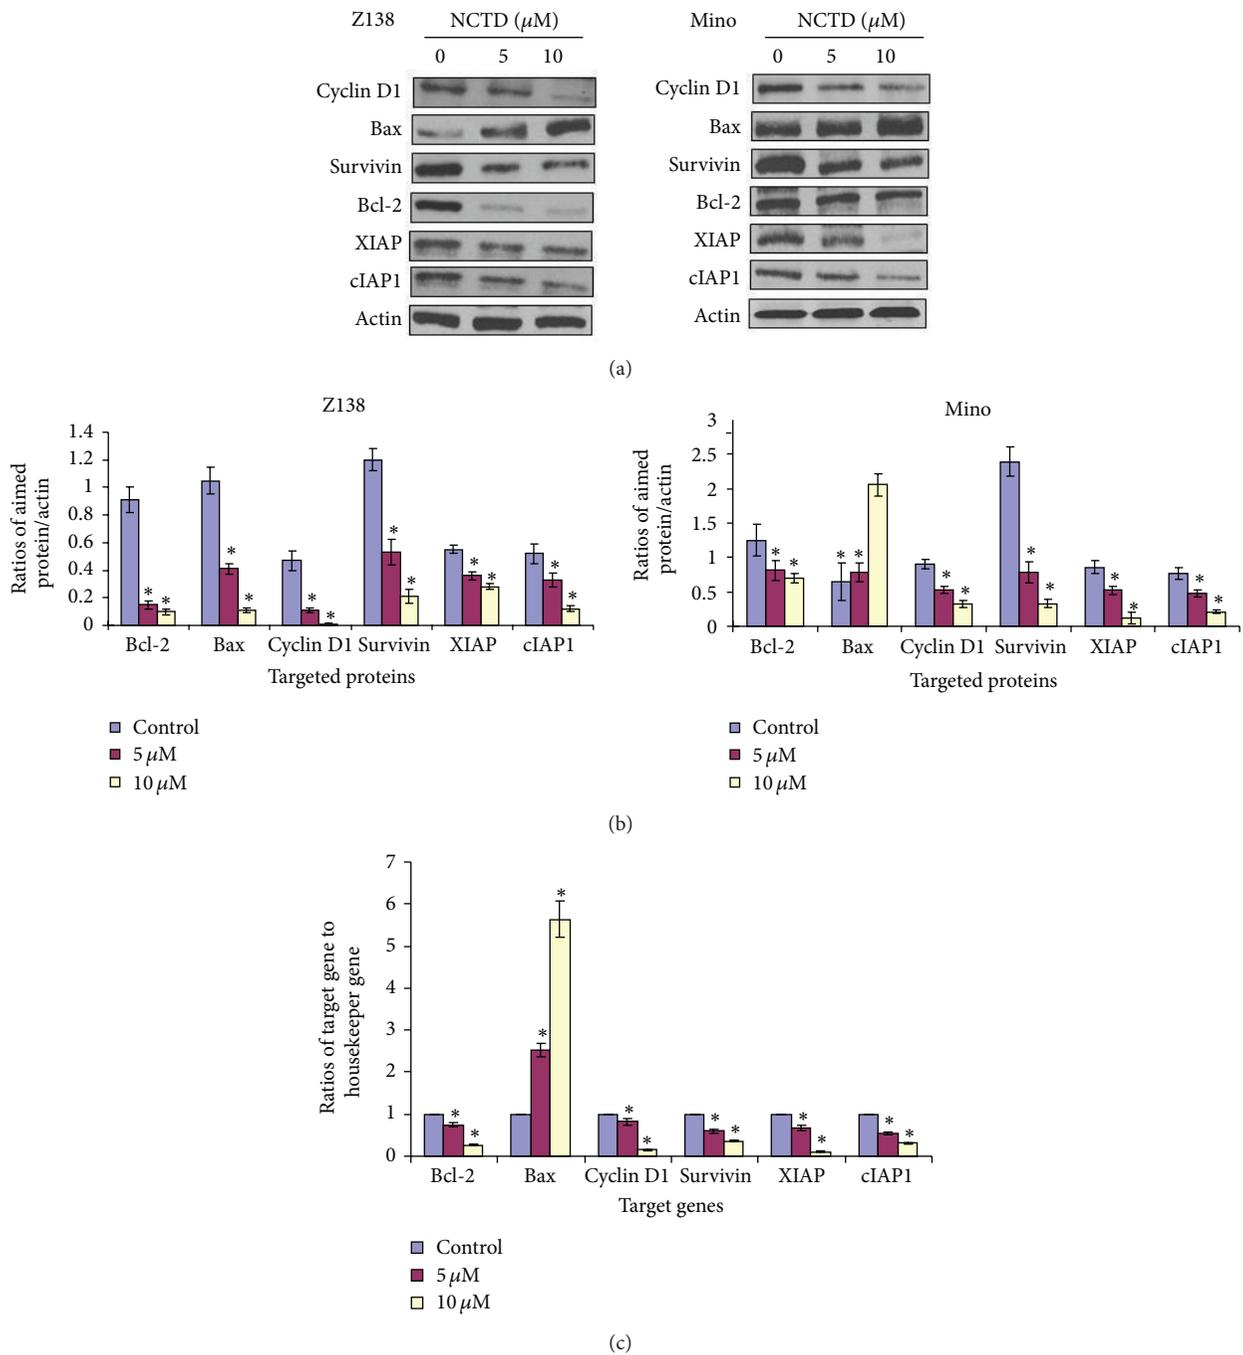 Z138 NCTD (μM)
0 5 10
Cyclin D1
Bax
Survivin
Bcl-2
XIAP
cIAP1
Actin
Mino NCTD (μM)
0 5 10
Cyclin D1
Bax
Survivin
Bcl-2
XIAP
cIAP1
Actin
(a)
Z138
Ratios of aimed
protein/actin
1.4
1.2
1
0.8
0.6
0.4
0.2
0
* * * * * * * * * * * *
Bcl-2 Bax Cyclin D1 Survivin XIAP cIAP1
Targeted proteins
Control
5 μM
10 μM
Mino
Ratios of aimed
protein/actin
3
2.5
2
1.5
1
0.5
0
* * * * * * * * * * * *
Bcl-2 Bax Cyclin D1 Survivin XIAP cIAP1
Targeted proteins
Control
5 μM
10 μM
(b)
Ratios of target gene to
housekeeper gene
7
6
5
4
3
2
1
0
* * * * * * * * * * * *
Bcl-2 Bax Cyclin D1 Survivin XIAP cIAP1
Target genes
Control
5 μM
10 μM
(c)